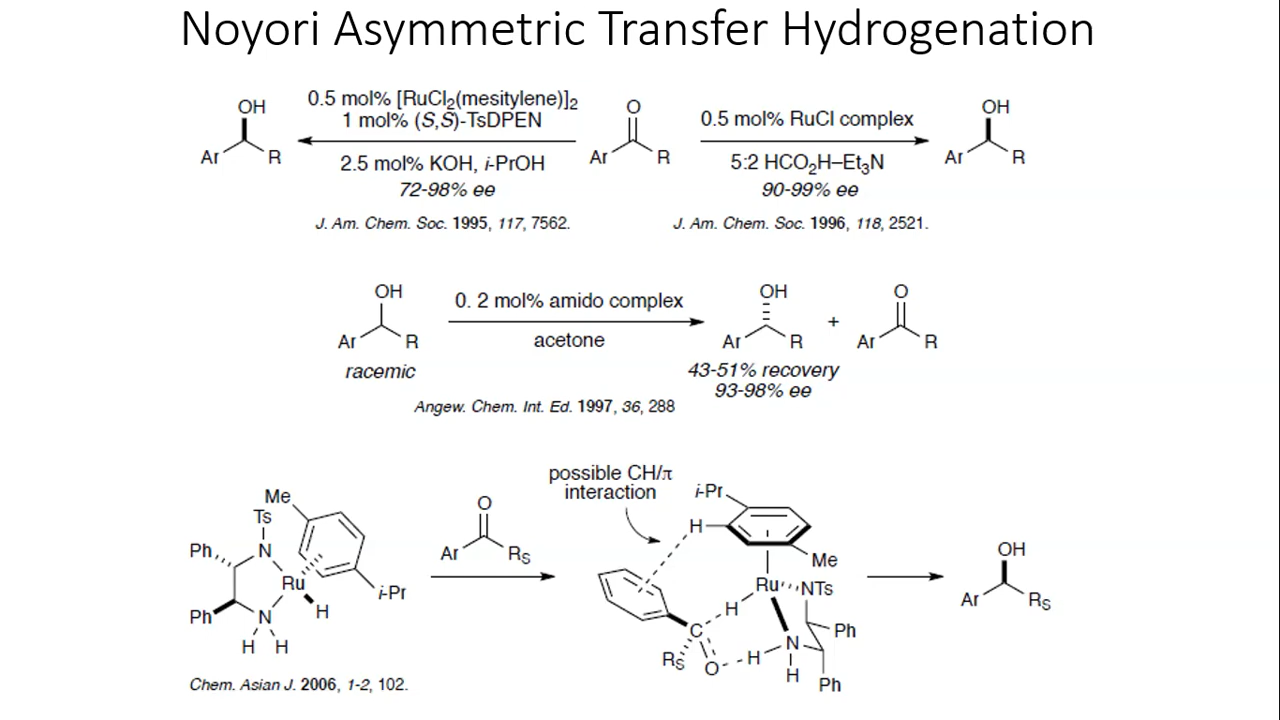 Noyori Asymmetric Transfer Hydrogenation
OH
Ar
R
0.5 mol% [RuCl2(mesitylene)]2
1 mol% (S,S)-TsDPEN
2.5 mol% KOH, i-PrOH
72-98% ee
J. Am. Chem. Soc. 1995, 117, 7562.
O
Ar
R
0.5 mol% RuCl complex
5:2 HCO2H–Et3N
90-99% ee
J. Am. Chem. Soc. 1996, 118, 2521.
OH
Ar
R
OH
Ar
R
racemic
0. 2 mol% amido complex
acetone
Angew. Chem. Int. Ed. 1997, 36, 288
OH
Ar
R
43-51% recovery
93-98% ee
+
O
Ar
R
Me
Ts
N
Ph
Ru
i-Pr
Ph
N
H
H H
Chem. Asian J. 2006, 1-2, 102.
O
Ar
RS
possible CH/π
interaction
i-Pr
H
Me
Ru
NTs
H
C
Ph
N
RS
O
H
H
Ph
OH
Ar
RS